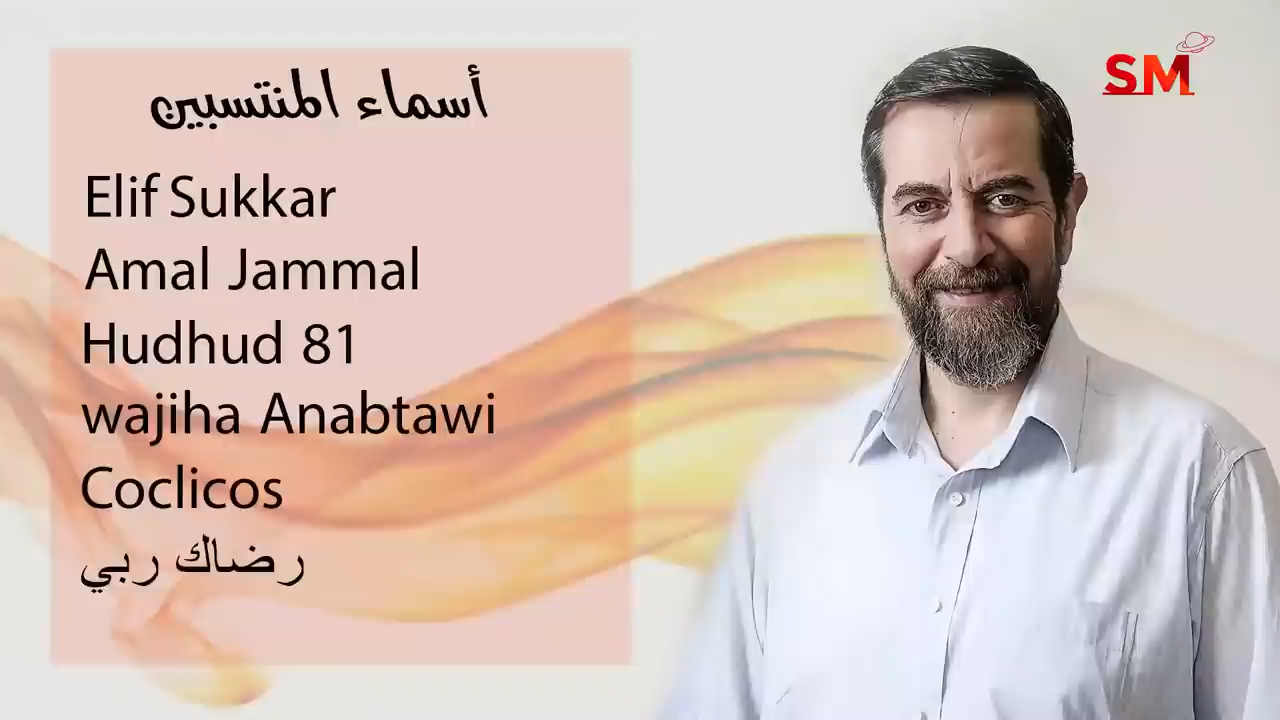 SM
أسماء المنتسبين
Elif Sukkar
Amal Jammal
Hudhud 81
wajiha Anabtawi
Coclicos
رضاك ربي